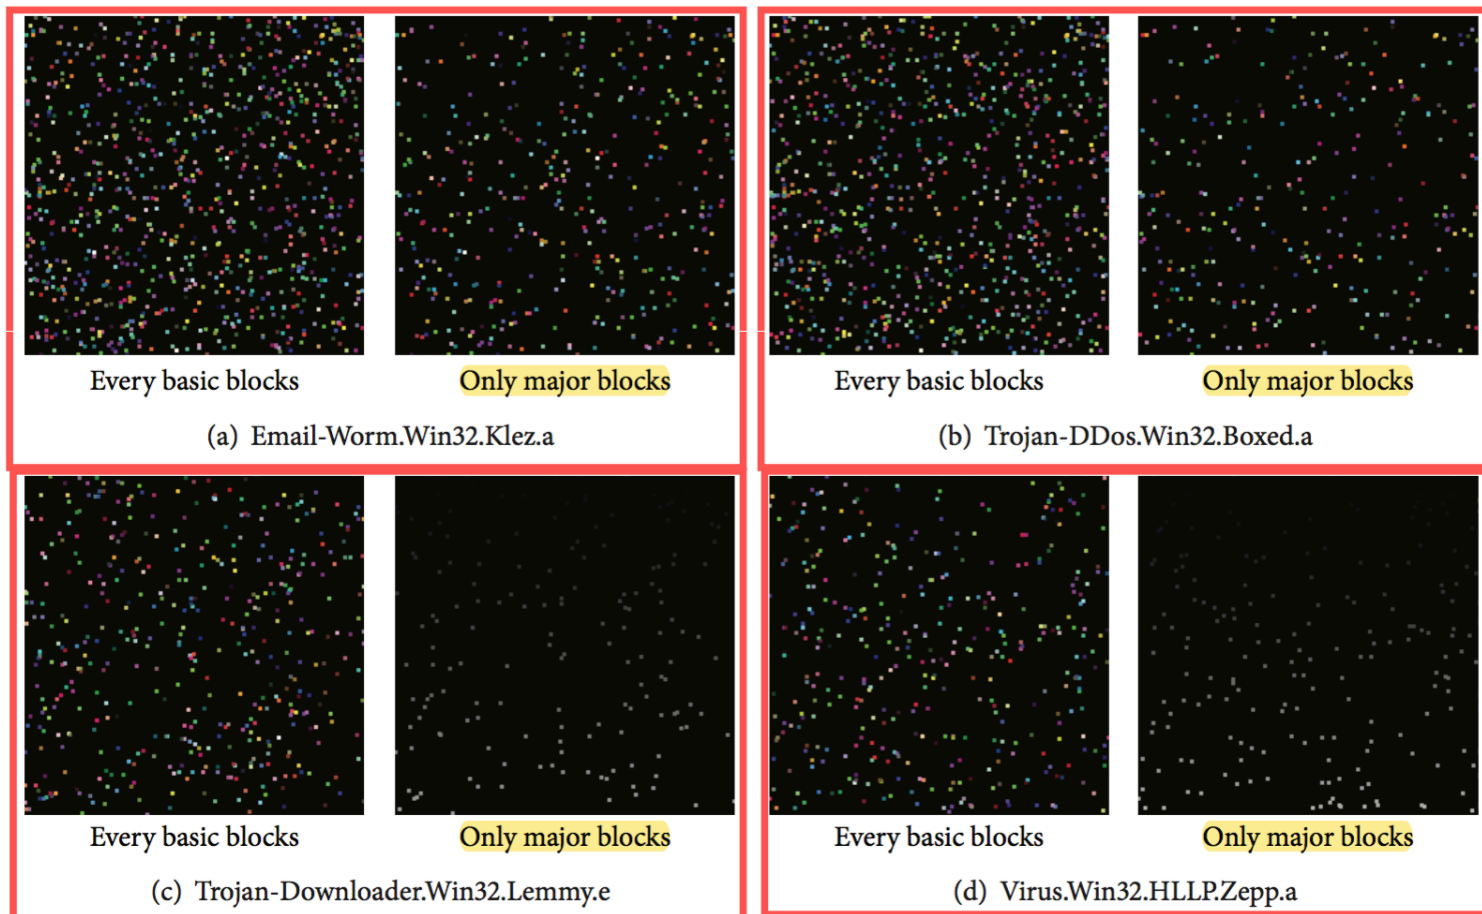 Every basic blocks
Only major blocks
(a) Email-Worm.Win32.Klez.a
Every basic blocks
Only major blocks
(b) Trojan-DDos.Win32.Boxed.a
Every basic blocks
Only major blocks
(c) Trojan-Downloader.Win32.Lemmy.e
Every basic blocks
Only major blocks
(d) Virus.Win32.HLLP.Zepp.a